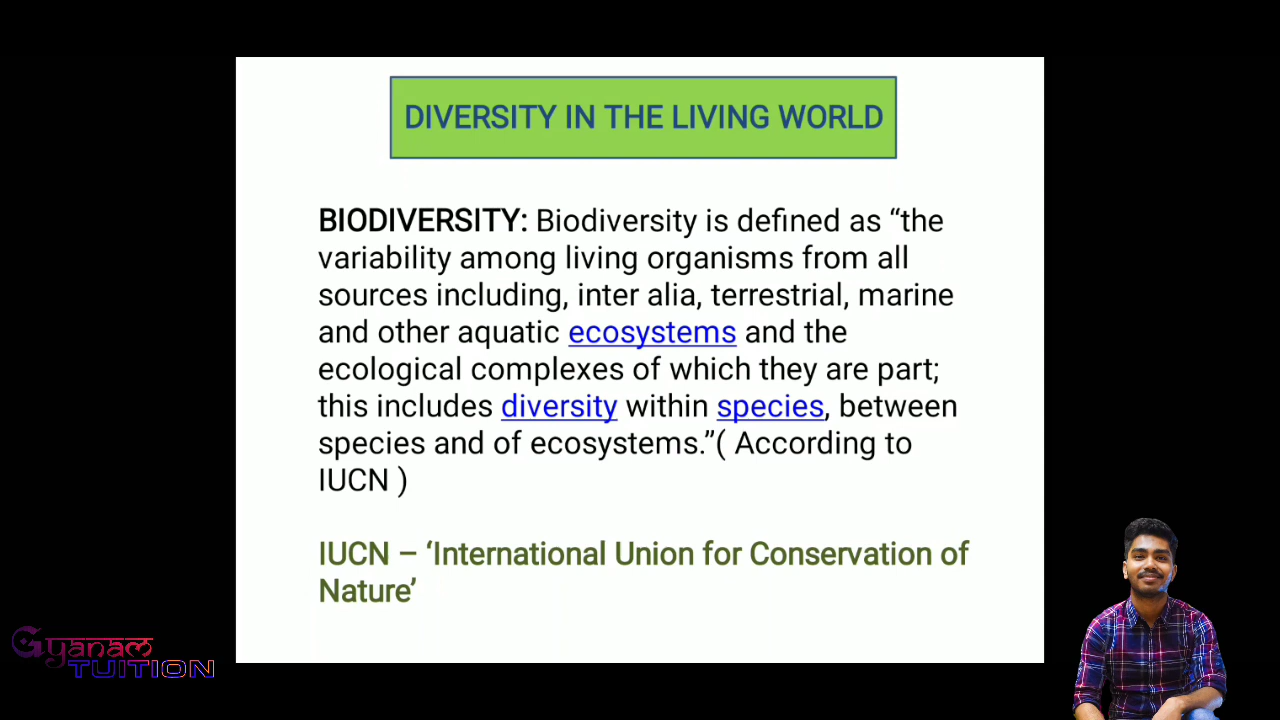 DIVERSITY IN THE LIVING WORLD
BIODIVERSITY: Biodiversity is defined as “the
variability among living organisms from all
sources including, inter alia, terrestrial, marine
and other aquatic ecosystems and the
ecological complexes of which they are part;
this includes diversity within species, between
species and of ecosystems.”( According to
IUCN )
IUCN – ‘International Union for Conservation of
Nature’
Gyanam
TUITION